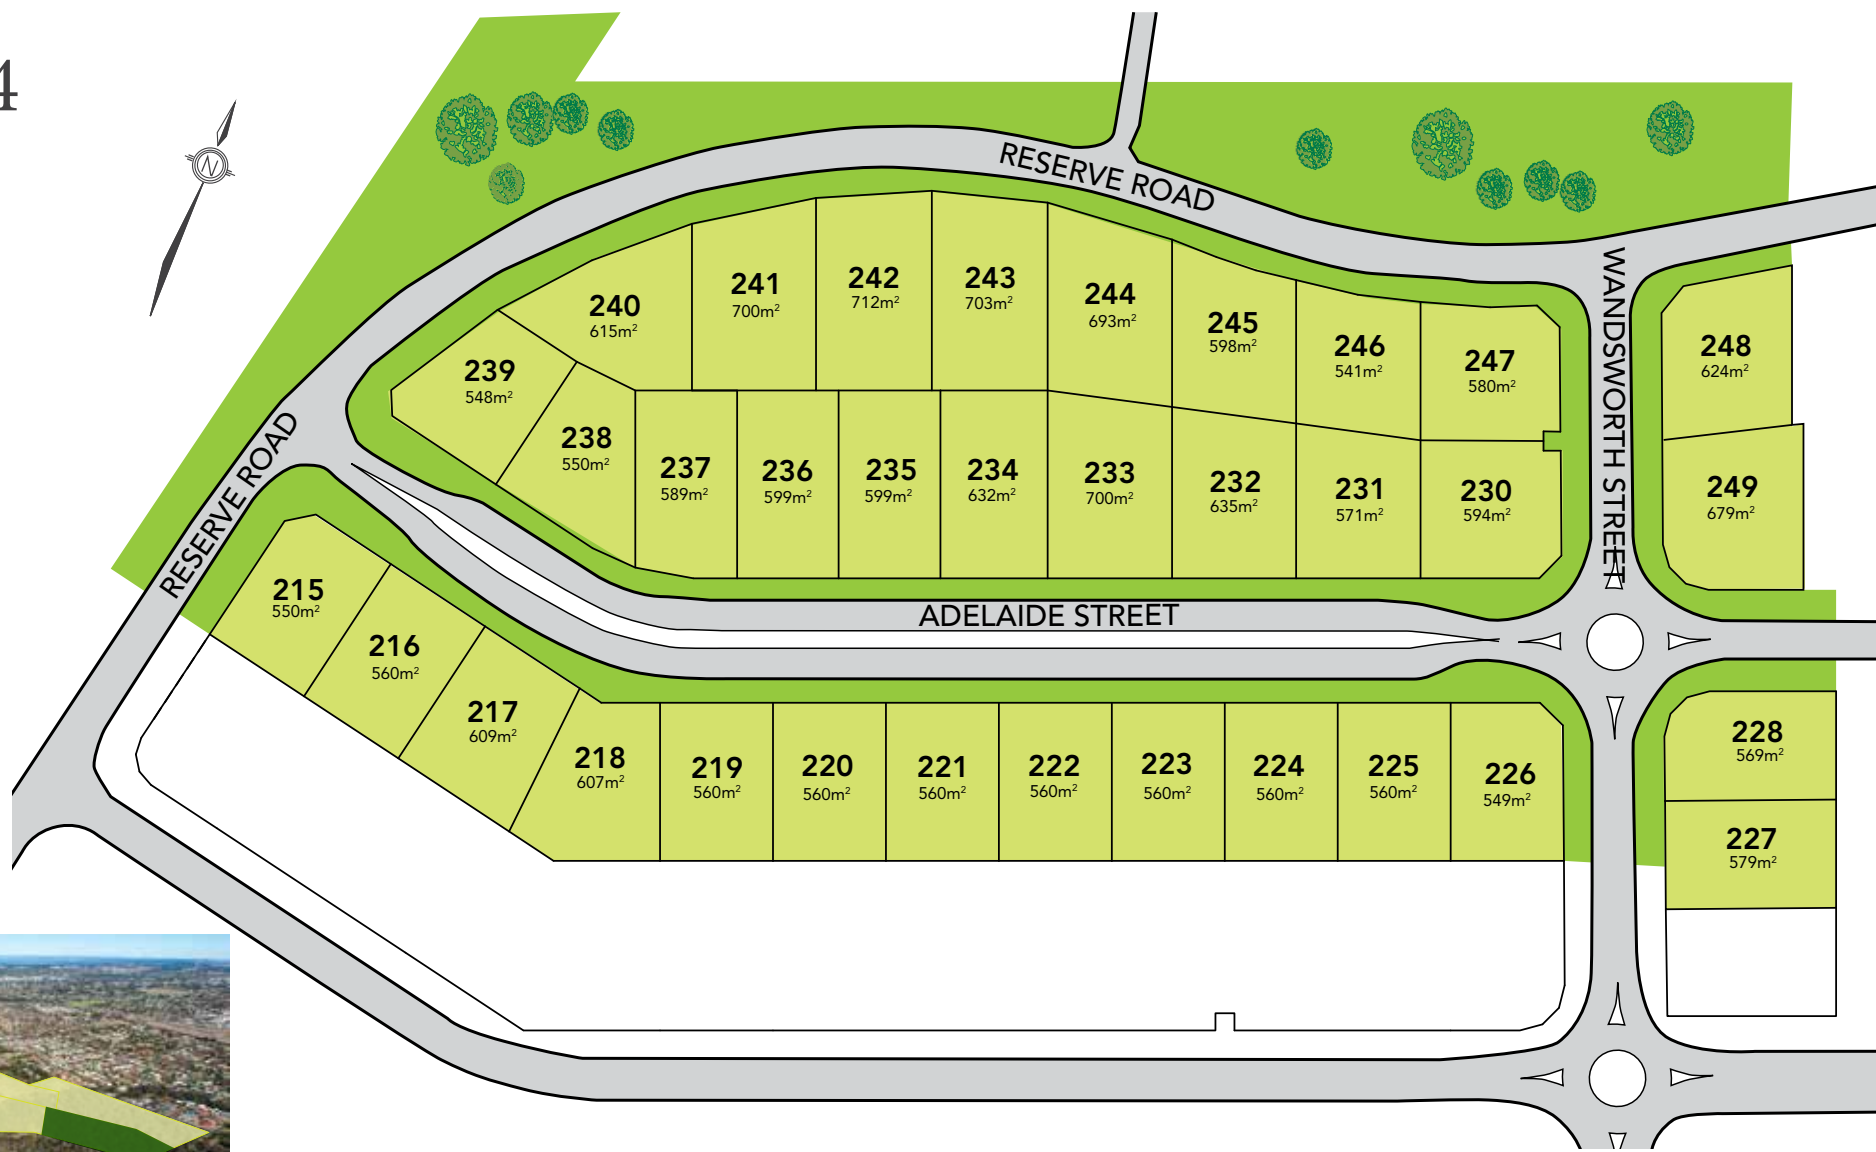 4
N
RESERVE ROAD
WANDSWORTH STREET
240
615m²
241
700m²
242
712m²
243
703m²
244
693m²
245
598m²
246
541m²
247
580m²
248
624m²
239
548m²
238
550m²
237
589m²
236
599m²
235
599m²
234
632m²
233
700m²
232
635m²
231
571m²
230
594m²
249
679m²
RESERVE ROAD
ADELAIDE STREET
215
550m²
216
560m²
217
609m²
218
607m²
219
560m²
220
560m²
221
560m²
222
560m²
223
560m²
224
560m²
225
560m²
226
549m²
228
569m²
227
579m²